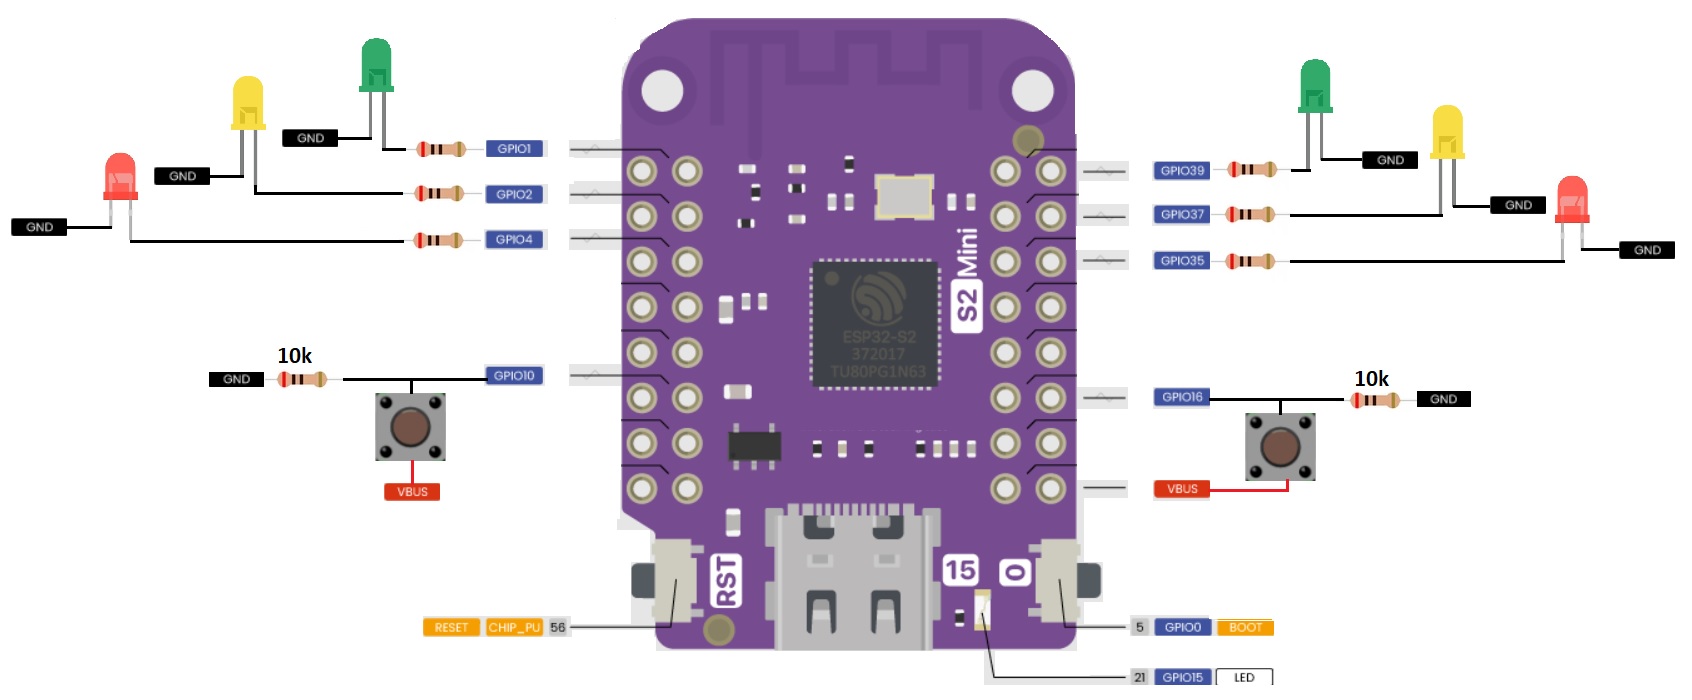 GND
GPIO1
GND
GPIO2
GND
GPIO4
10k
GND
GPIO10
VBUS
RESET
CHIP_PU
56
S2
Mini
ESP32-S2
372017
TU80PG1N63
RST
15
0
GPIO39
GND
GPIO37
GND
GPIO35
GND
10k
GPIO16
GND
VBUS
5
GPIO0
BOOT
21
GPIO15
LED